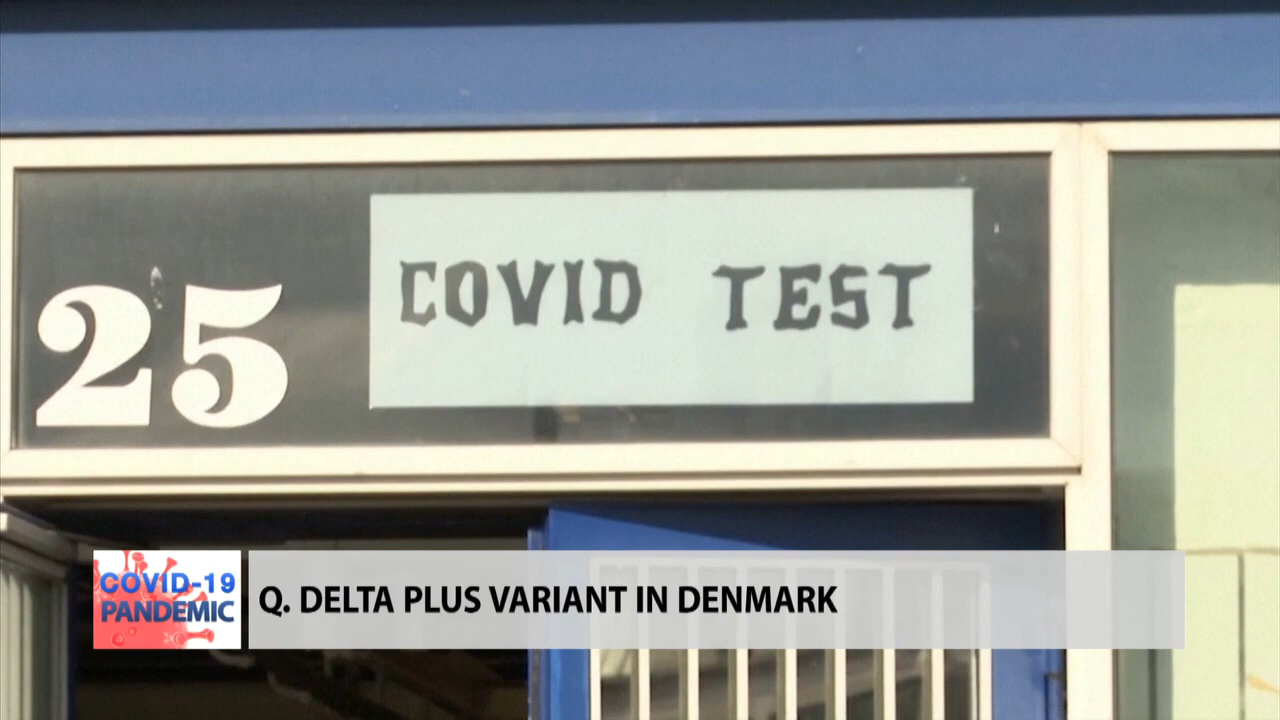 25
COVID TEST
COVID-19
PANDEMIC
Q. DELTA PLUS VARIANT IN DENMARK